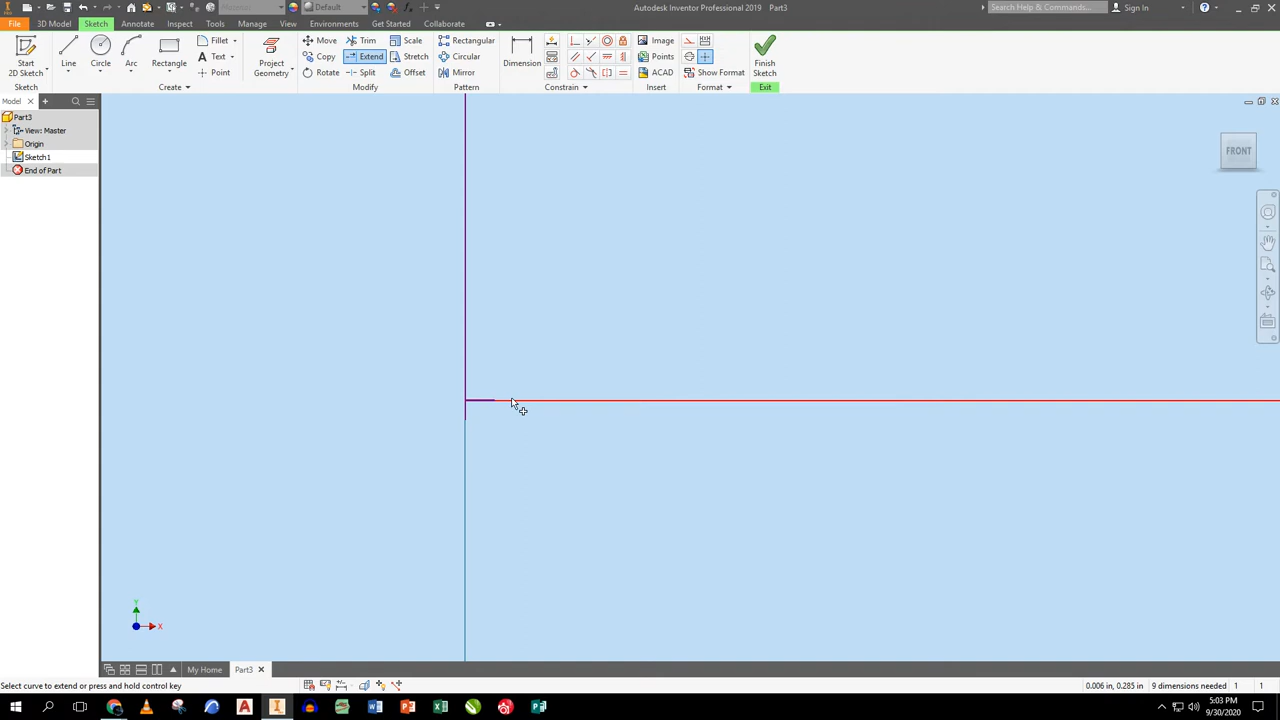 Material Default Autodesk Inventor Professional 2019 Part3 Search Help & Commands... Sign In
File 3D Model Sketch Annotate Inspect Tools Manage View Environments Get Started Collaborate
Fillet Move Trim Scale Rectangular Image
Start 2D Sketch Line Circle Arc Rectangle Text Project Geometry Copy Extend Stretch Circular Dimension Points Finish Sketch
Point Rotate Split Offset Mirror ACAD Show Format
Sketch Create Modify Pattern Constrain Insert Format Exit
Model
Part3
View: Master
Origin
Sketch1
End of Part
FRONT
Y
X
My Home Part3
Select curve to extend or press and hold control key 0.006 in, 0.285 in 9 dimensions needed 1 1
5:03 PM
9/30/2020